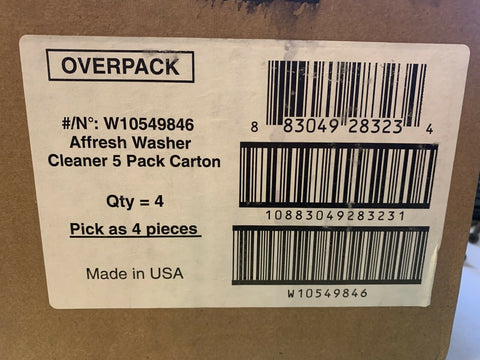 OVERPACK
#/N°: W10549846
Affresh Washer
Cleaner 5 Pack Carton
Qty = 4
Pick as 4 pieces
Made in USA
8 83049 28323 4
10883049283231
W10549846